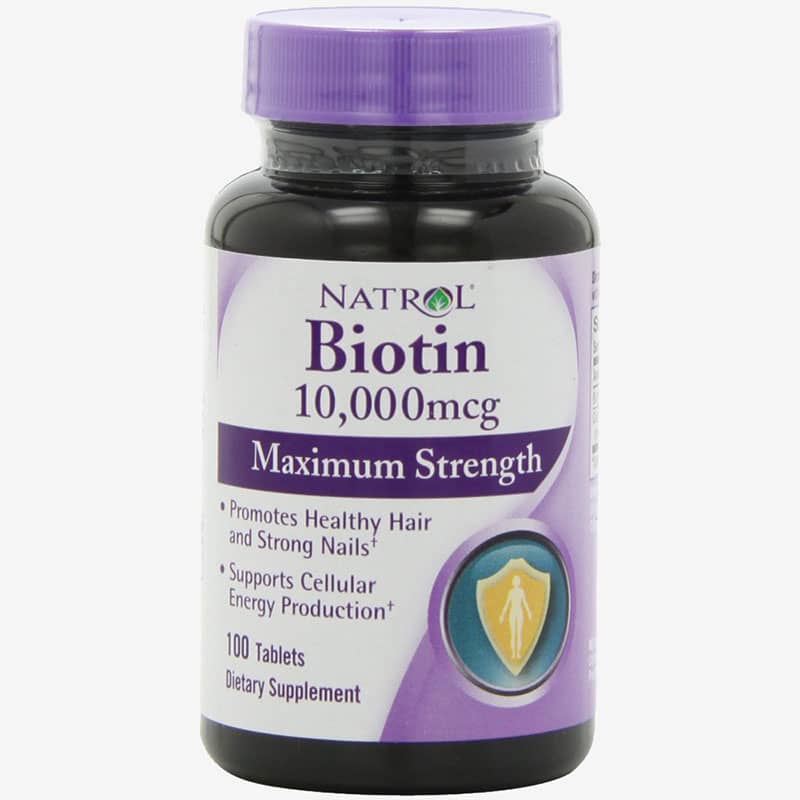 NATROL®
Biotin
10,000mcg
Maximum Strength
• Promotes Healthy Hair
and Strong Nails†
• Supports Cellular
Energy Production†
100 Tablets
Dietary Supplement